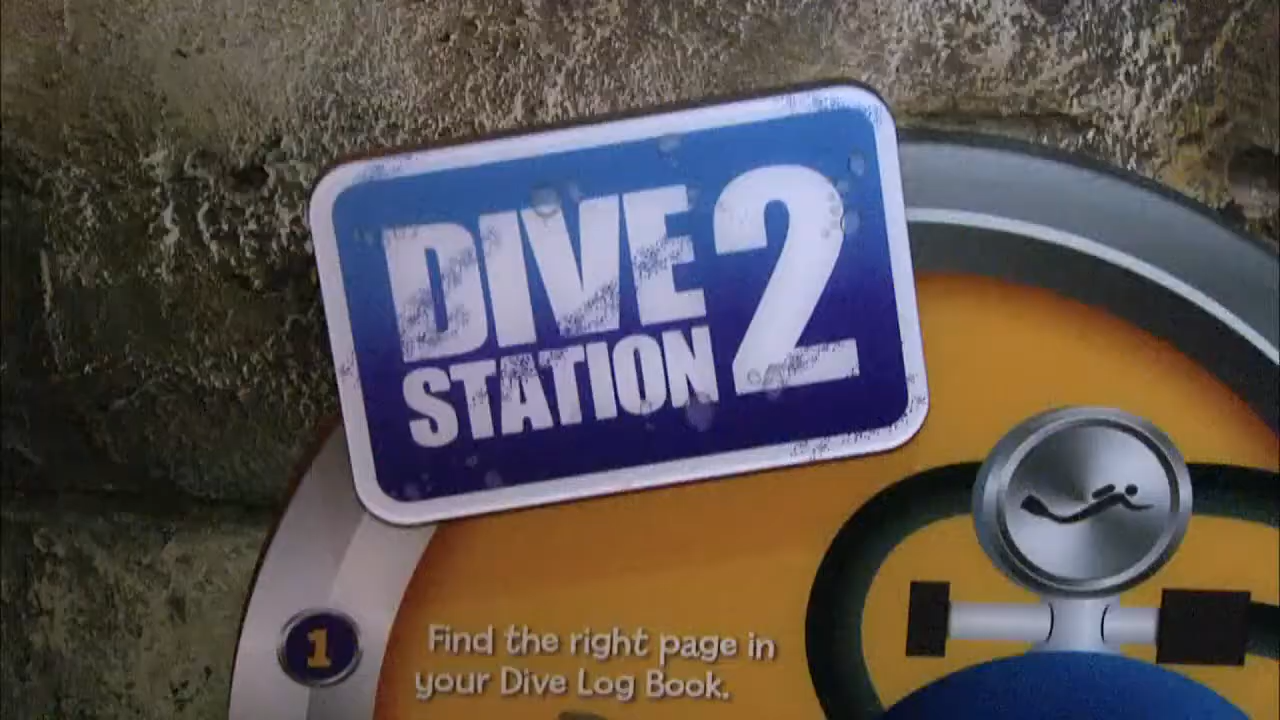 DIVE 2
STATION
1
Find the right page in
your Dive Log Book.